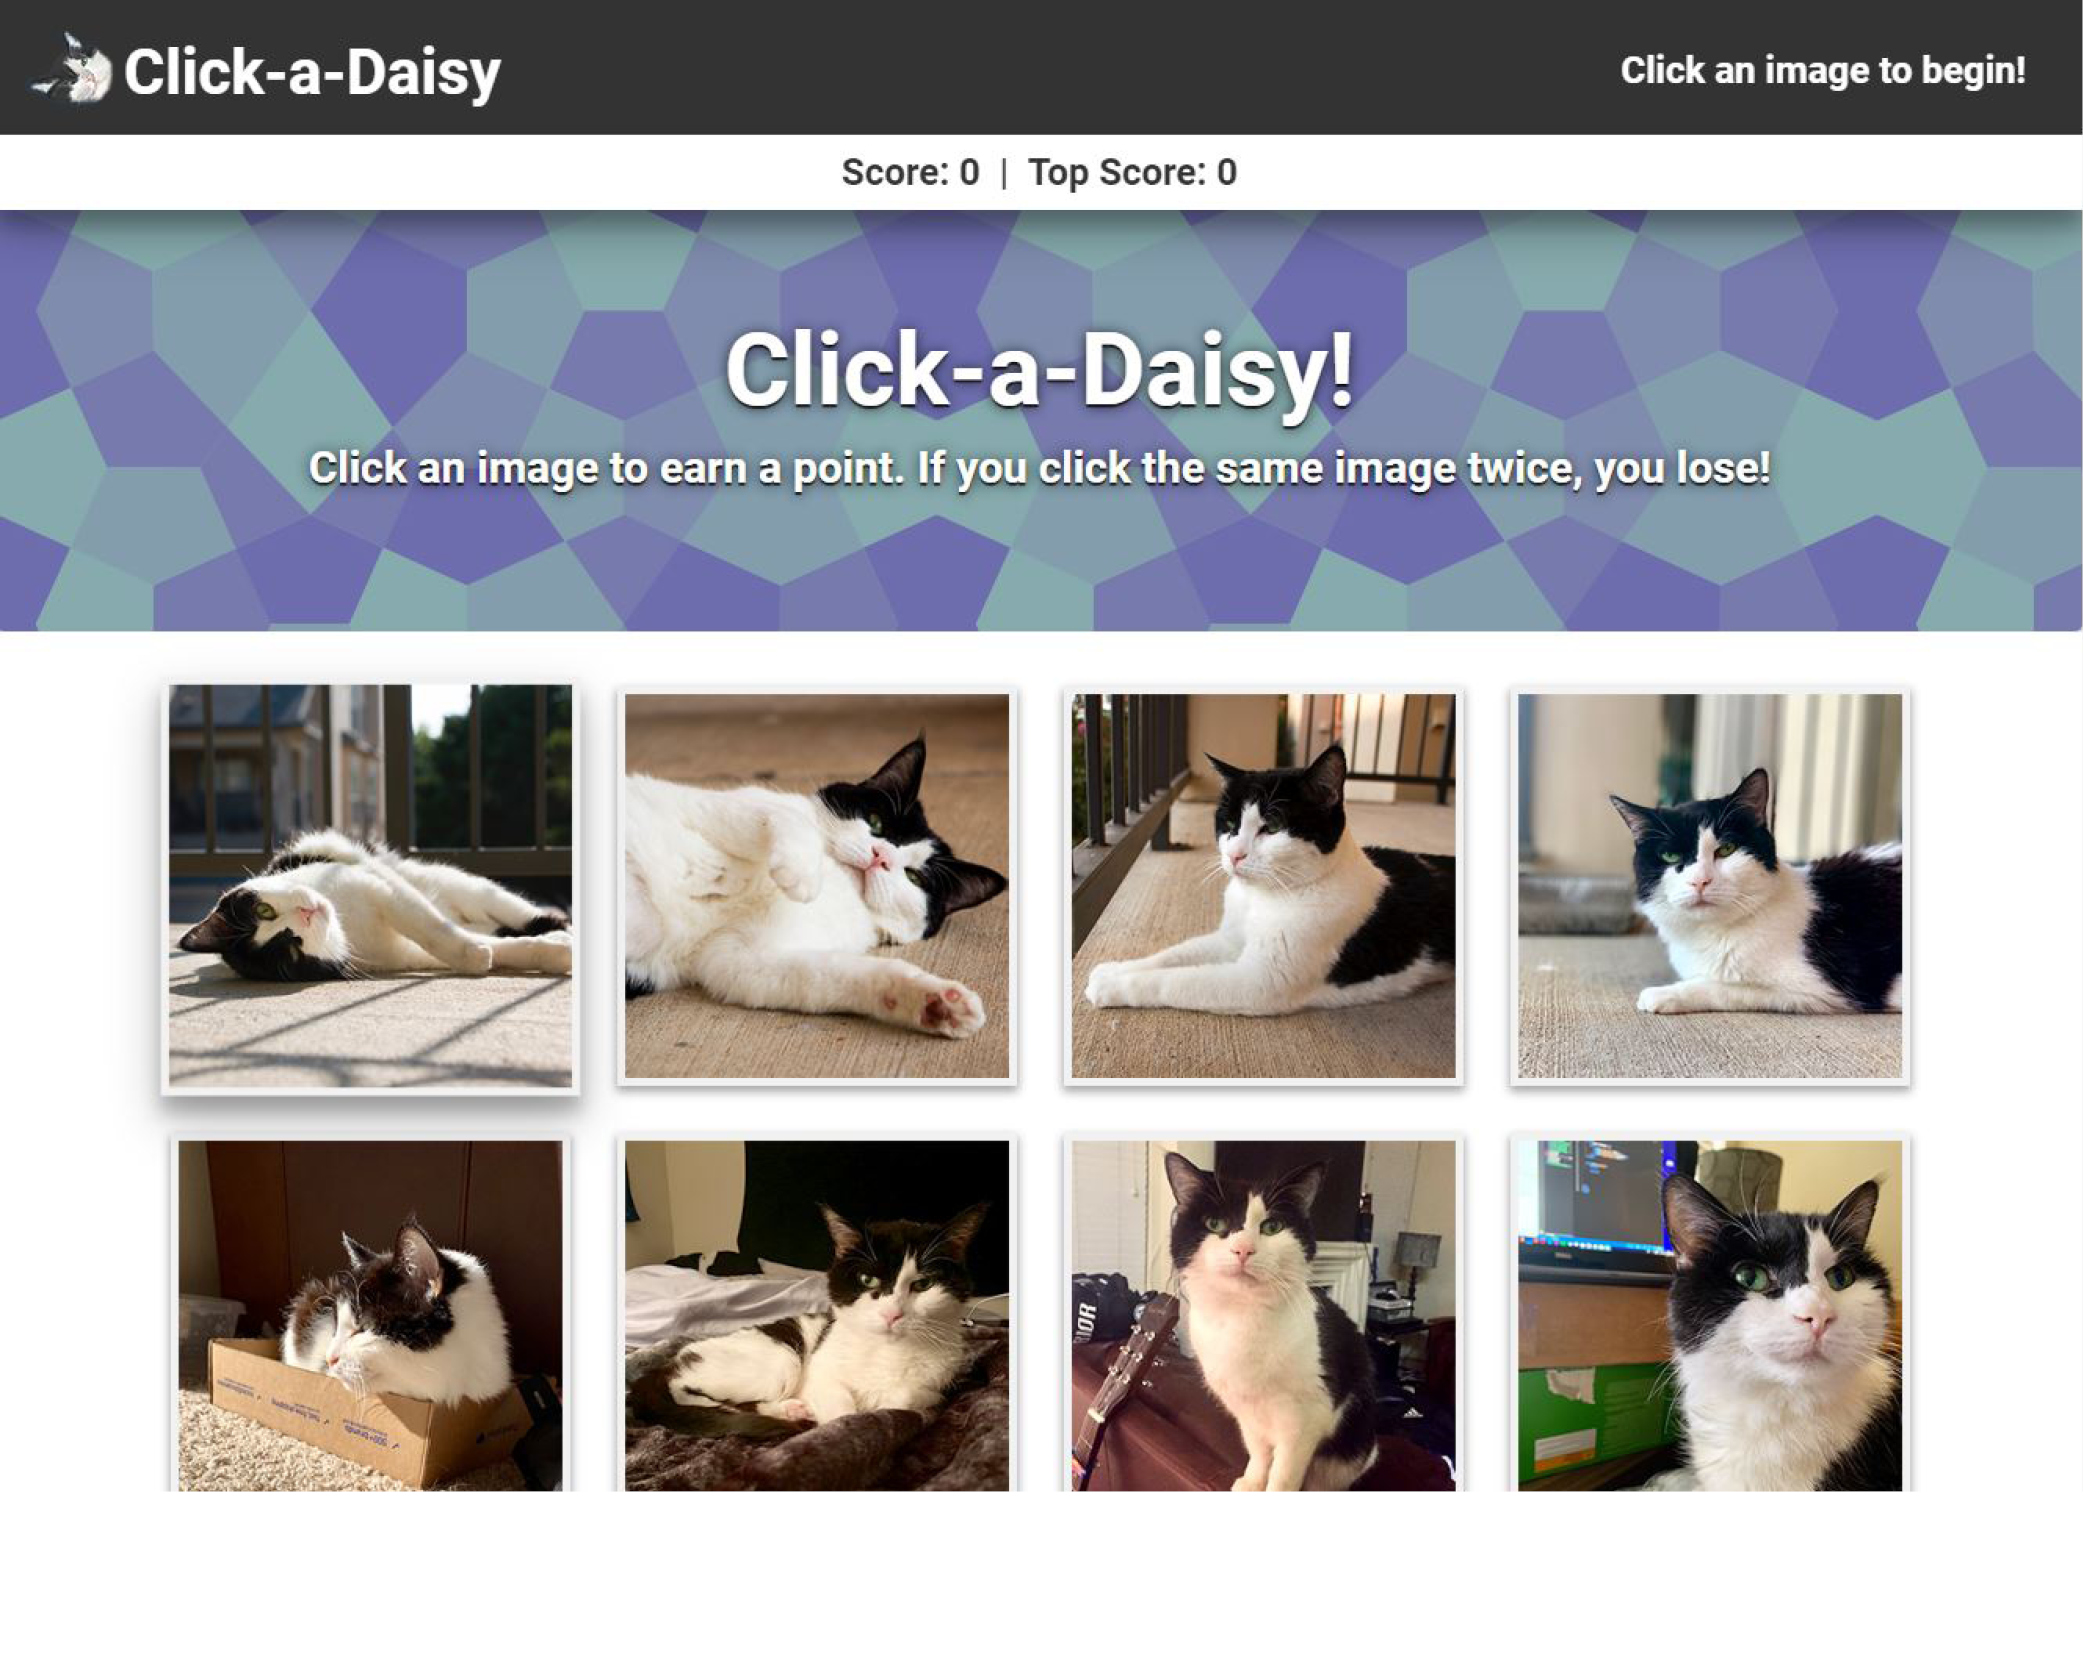 Click-a-Daisy
Click an image to begin!
Score: 0 | Top Score: 0
Click-a-Daisy!
Click an image to earn a point. If you click the same image twice, you lose!